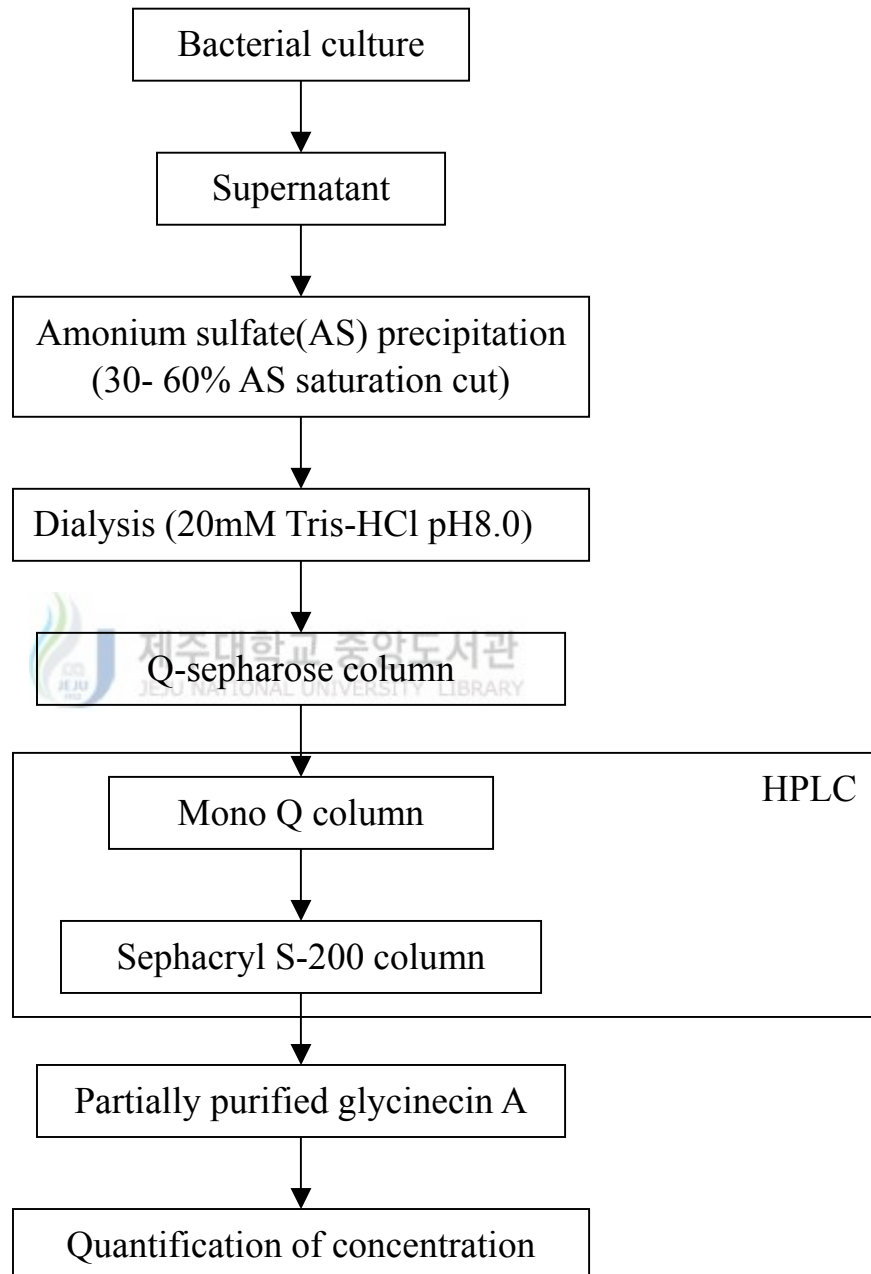 Bacterial culture
Supernatant
Amonium sulfate(AS) precipitation
(30- 60% AS saturation cut)
Dialysis (20mM Tris-HCl pH8.0)
제주대학교 중앙도서관
Q-sepharose column
JEJU NATIONAL UNIVERSITY LIBRARY
HPLC
Mono Q column
Sephacryl S-200 column
Partially purified glycinecin A
Quantification of concentration